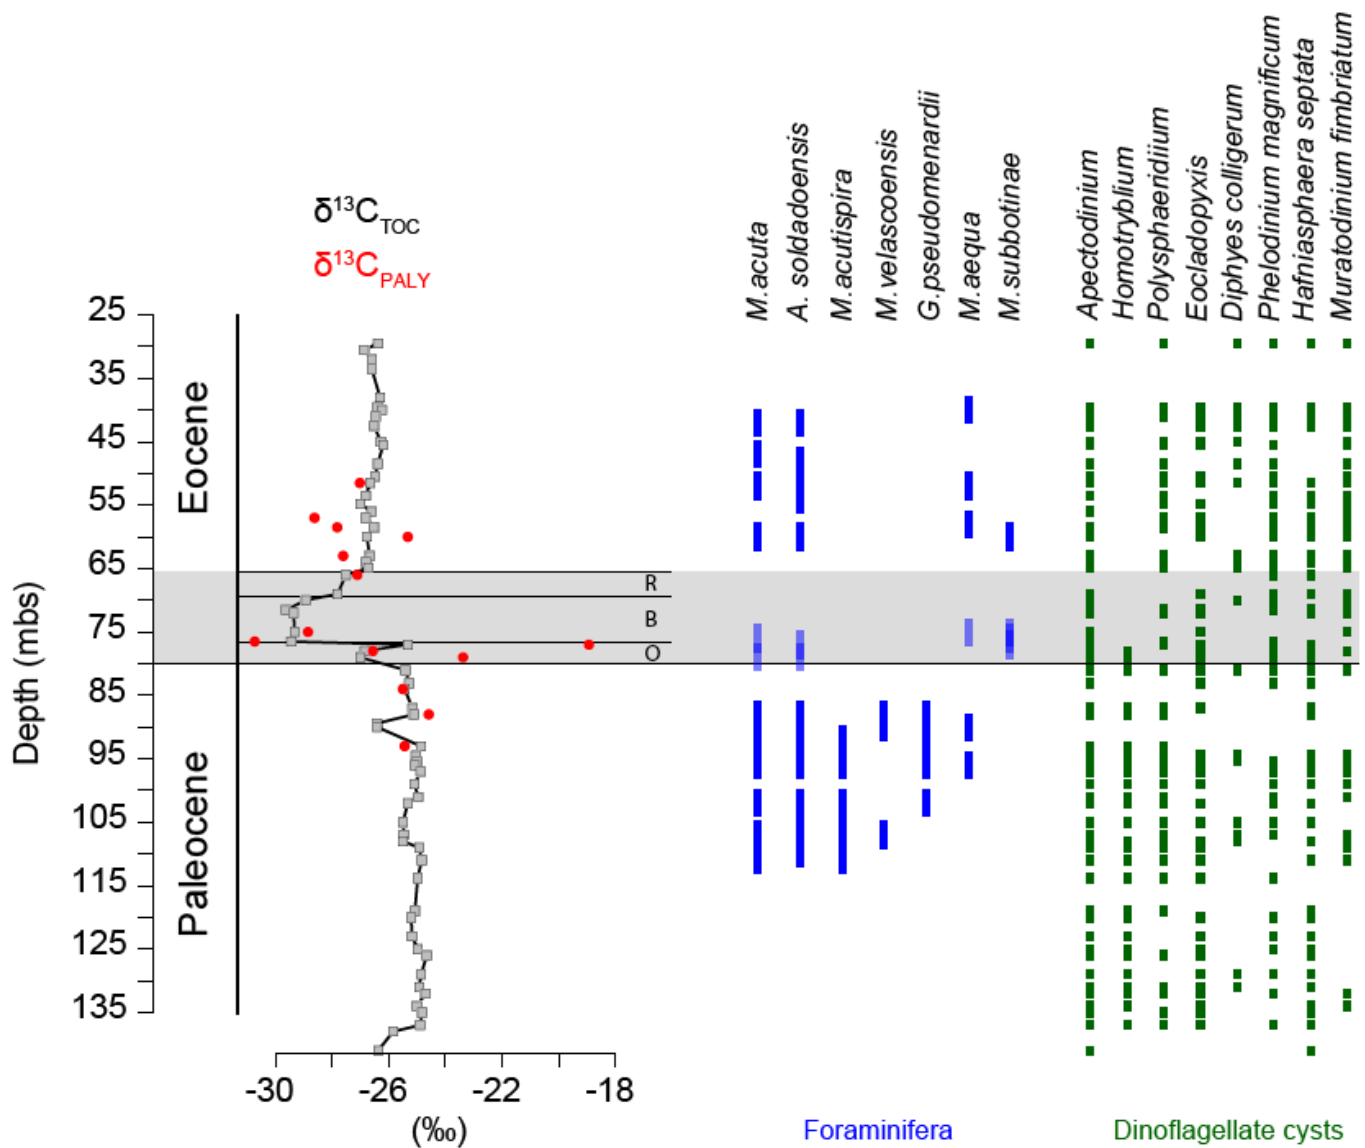 δ13CTOC
δ13CPALY
M.acuta
A. soldadoensis
M.acutispira
M.velascoensis
G.pseudomenardii
M.aequa
M.subbotinae
Apectodinium
Homotryblium
Polysphaeridiium
Eocladopyxis
Diphyes colligerum
Phelodinium magnificum
Hafniasphaera septata
Muratodinium fimbriatum
Depth (mbs)
25
35
45
55
65
75
85
95
105
115
125
135
Eocene
Paleocene
R
B
O
-30
-26
-22
-18
(‰)
Foraminifera
Dinoflagellate cysts